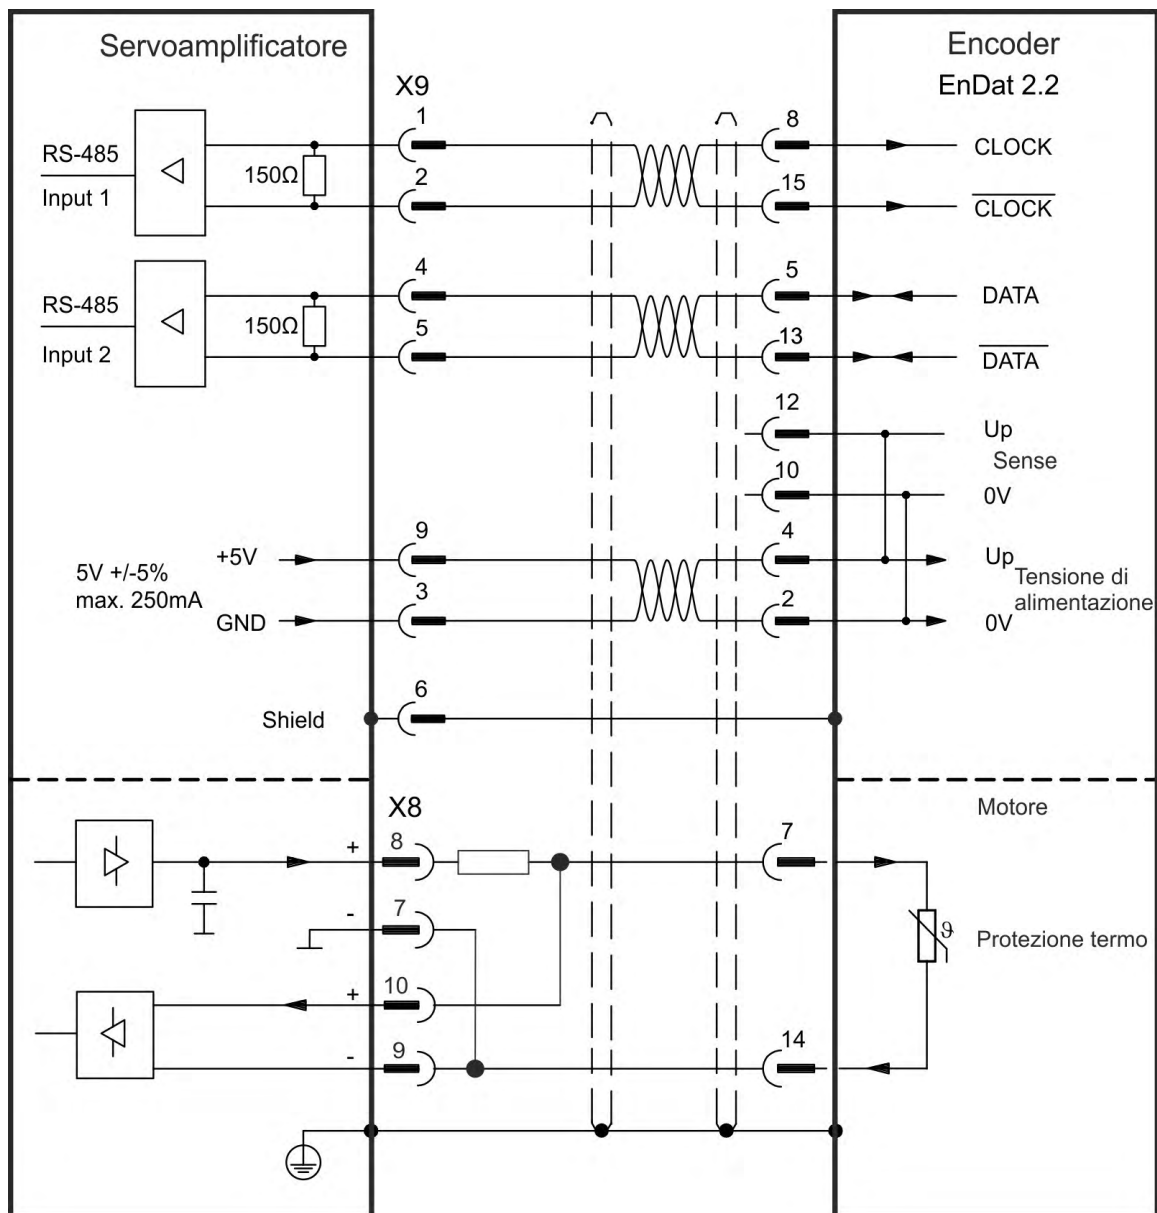 Servoamplificatore
Encoder
EnDat 2.2
X9
1
8
RS-485
Input 1
150Ω
CLOCK
2
15
CLOCK
4
5
RS-485
Input 2
150Ω
DATA
5
13
DATA
12
Up
Sense
10
0V
9
4
+5V
Up
5V +/-5%
max. 250mA
Tensione di
alimentazione
3
2
GND
0V
6
Shield
X8
Motore
+
8
7
-
7
ϑ
Protezione termo
+
10
-
9
14